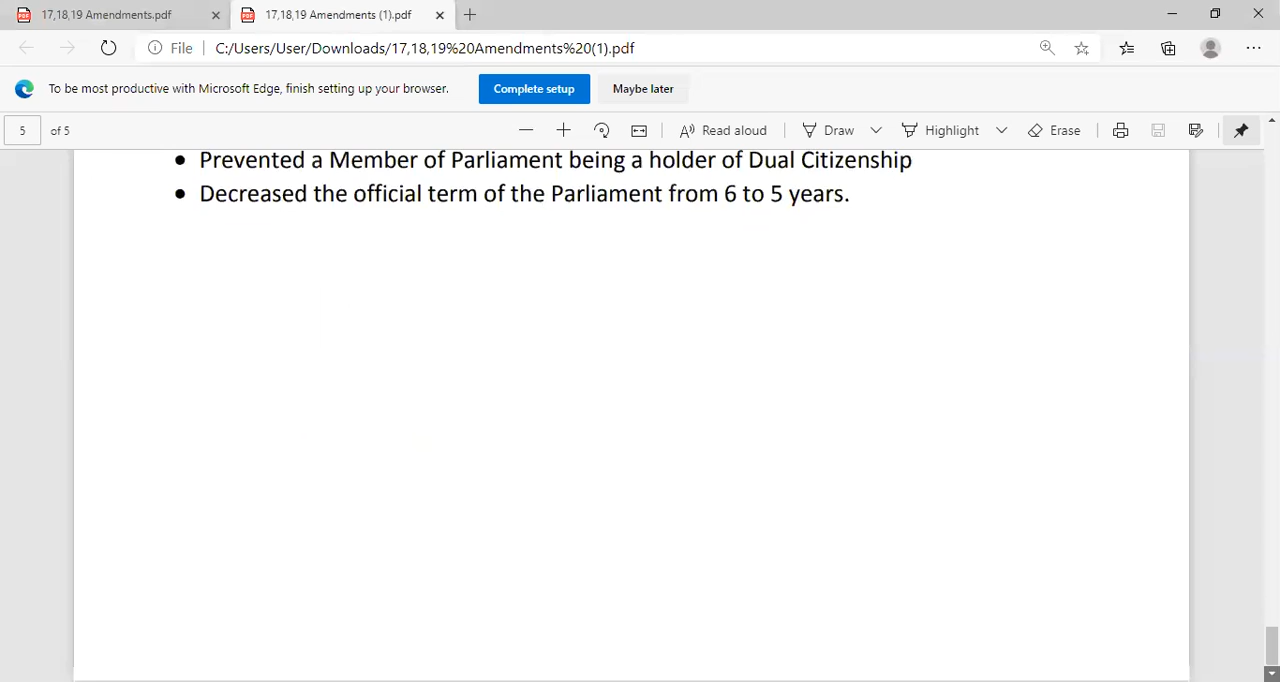 17,18,19 Amendments.pdf
17,18,19 Amendments (1).pdf
File
C:/Users/User/Downloads/17,18,19%20Amendments%20(1).pdf
To be most productive with Microsoft Edge, finish setting up your browser.
Complete setup
Maybe later
5 of 5
Read aloud
Draw
Highlight
Erase
• Prevented a Member of Parliament being a holder of Dual Citizenship
• Decreased the official term of the Parliament from 6 to 5 years.